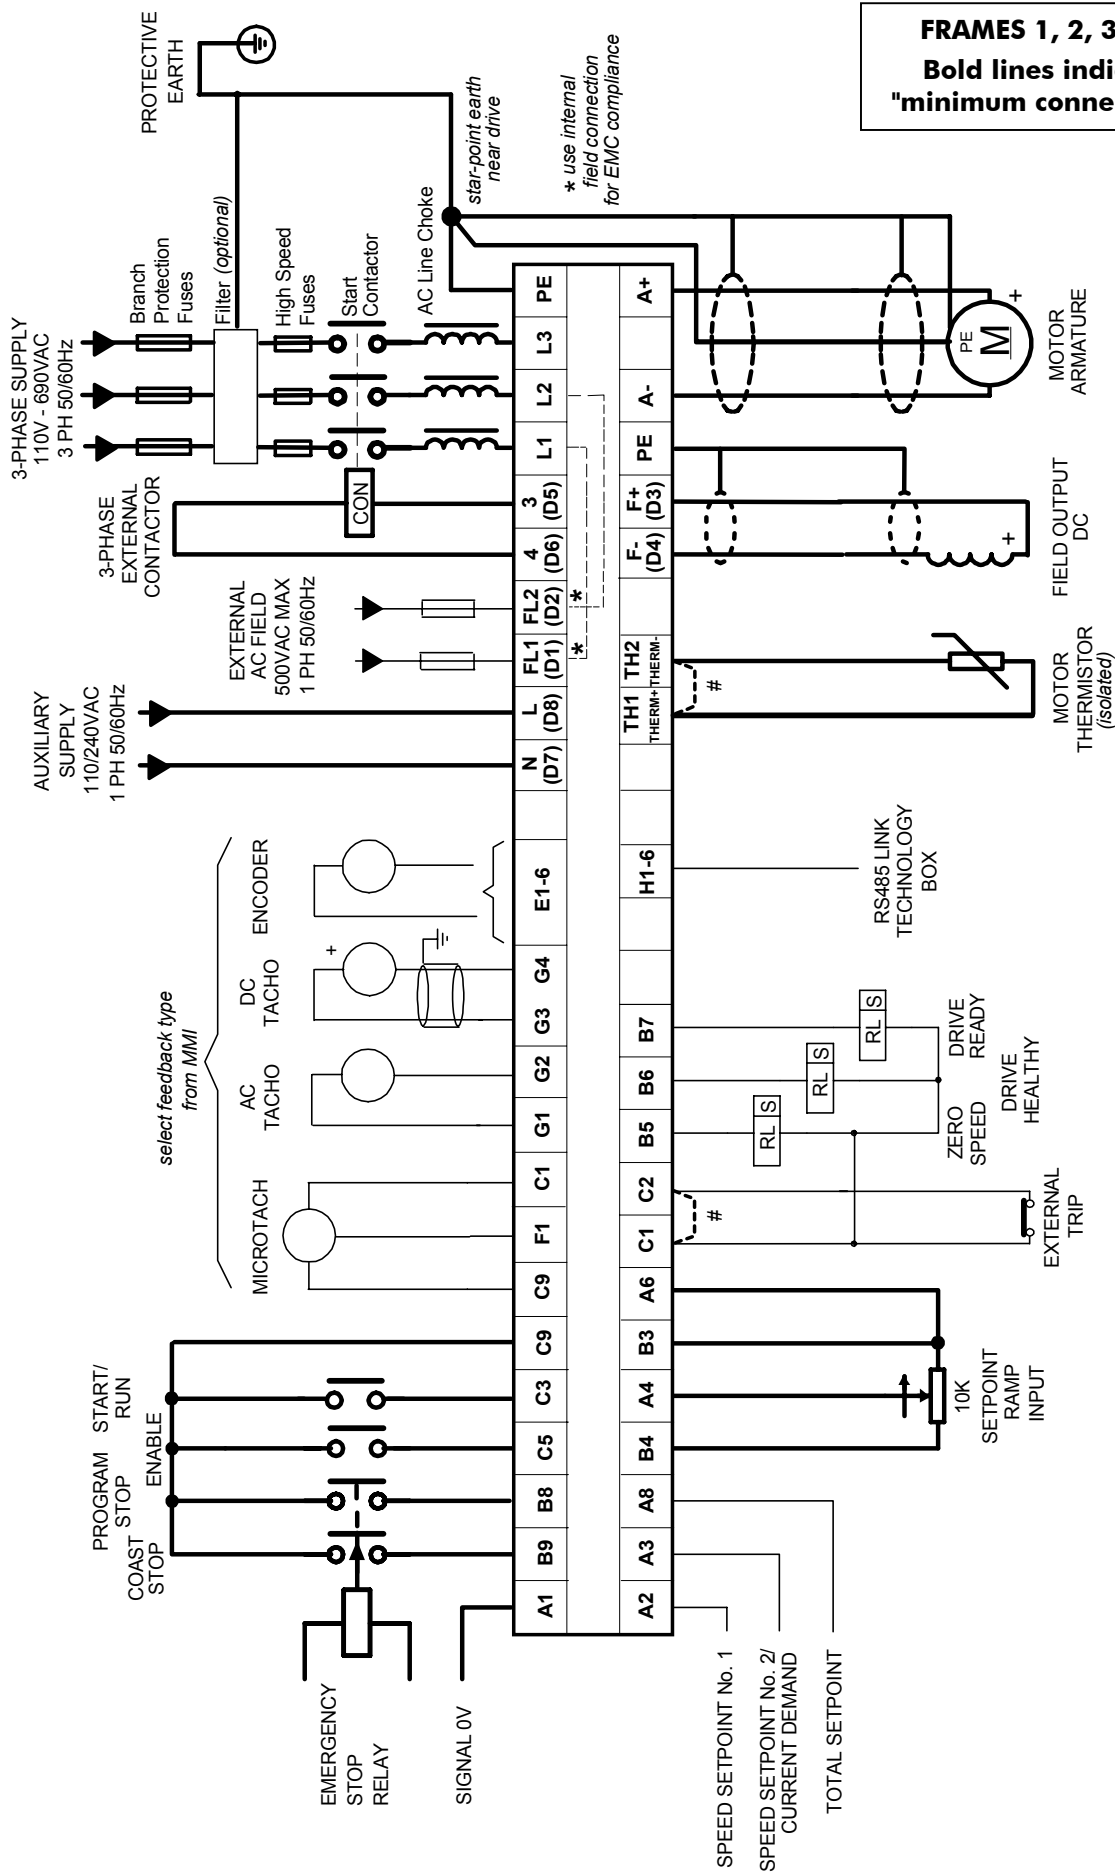 FRAMES 1, 2, 3
Bold lines indi
"minimum conne
3-PHASE SUPPLY
110V - 690VAC
3 PH 50/60Hz
PROTECTIVE
EARTH
Branch
Protection
Fuses
Filter (optional)
High Speed
Fuses
Start
Contactor
AC Line Choke
star-point earth
near drive
* use internal
field connection
for EMC compliance
3-PHASE
EXTERNAL
CONTACTOR
CON
EXTERNAL
AC FIELD
500VAC MAX
1 PH 50/60Hz
AUXILIARY
SUPPLY
110/240VAC
1 PH 50/60Hz
select feedback type
from MMI
MICROTACH
AC
TACHO
DC
TACHO
+
ENCODER
COAST
STOP
PROGRAM
STOP
ENABLE
START/
RUN
EMERGENCY
STOP
RELAY
SIGNAL 0V
A1
B9
B8
C5
C3
C9
C9
F1
C1
G1
G2
G3
G4
E1-6
N
(D7)
L
(D8)
FL1
(D1)
*
FL2
(D2)
*
4
(D6)
3
(D5)
L1
L2
L3
PE
A2
A3
A8
B4
A4
B3
A6
C1
C2
B5
B6
B7
H1-6
TH1
THERM+
TH2
THERM-
F-
(D4)
F+
(D3)
PE
A-
A+
SPEED SETPOINT No. 1
SPEED SETPOINT No. 2/
CURRENT DEMAND
TOTAL SETPOINT
10K
SETPOINT
RAMP
INPUT
#
EXTERNAL
TRIP
RL S
RL S
RL S
ZERO
SPEED
DRIVE
HEALTHY
DRIVE
READY
RS485 LINK
TECHNOLOGY
BOX
#
MOTOR
THERMISTOR
(isolated)
+
FIELD OUTPUT
DC
PE
M
+
MOTOR
ARMATURE